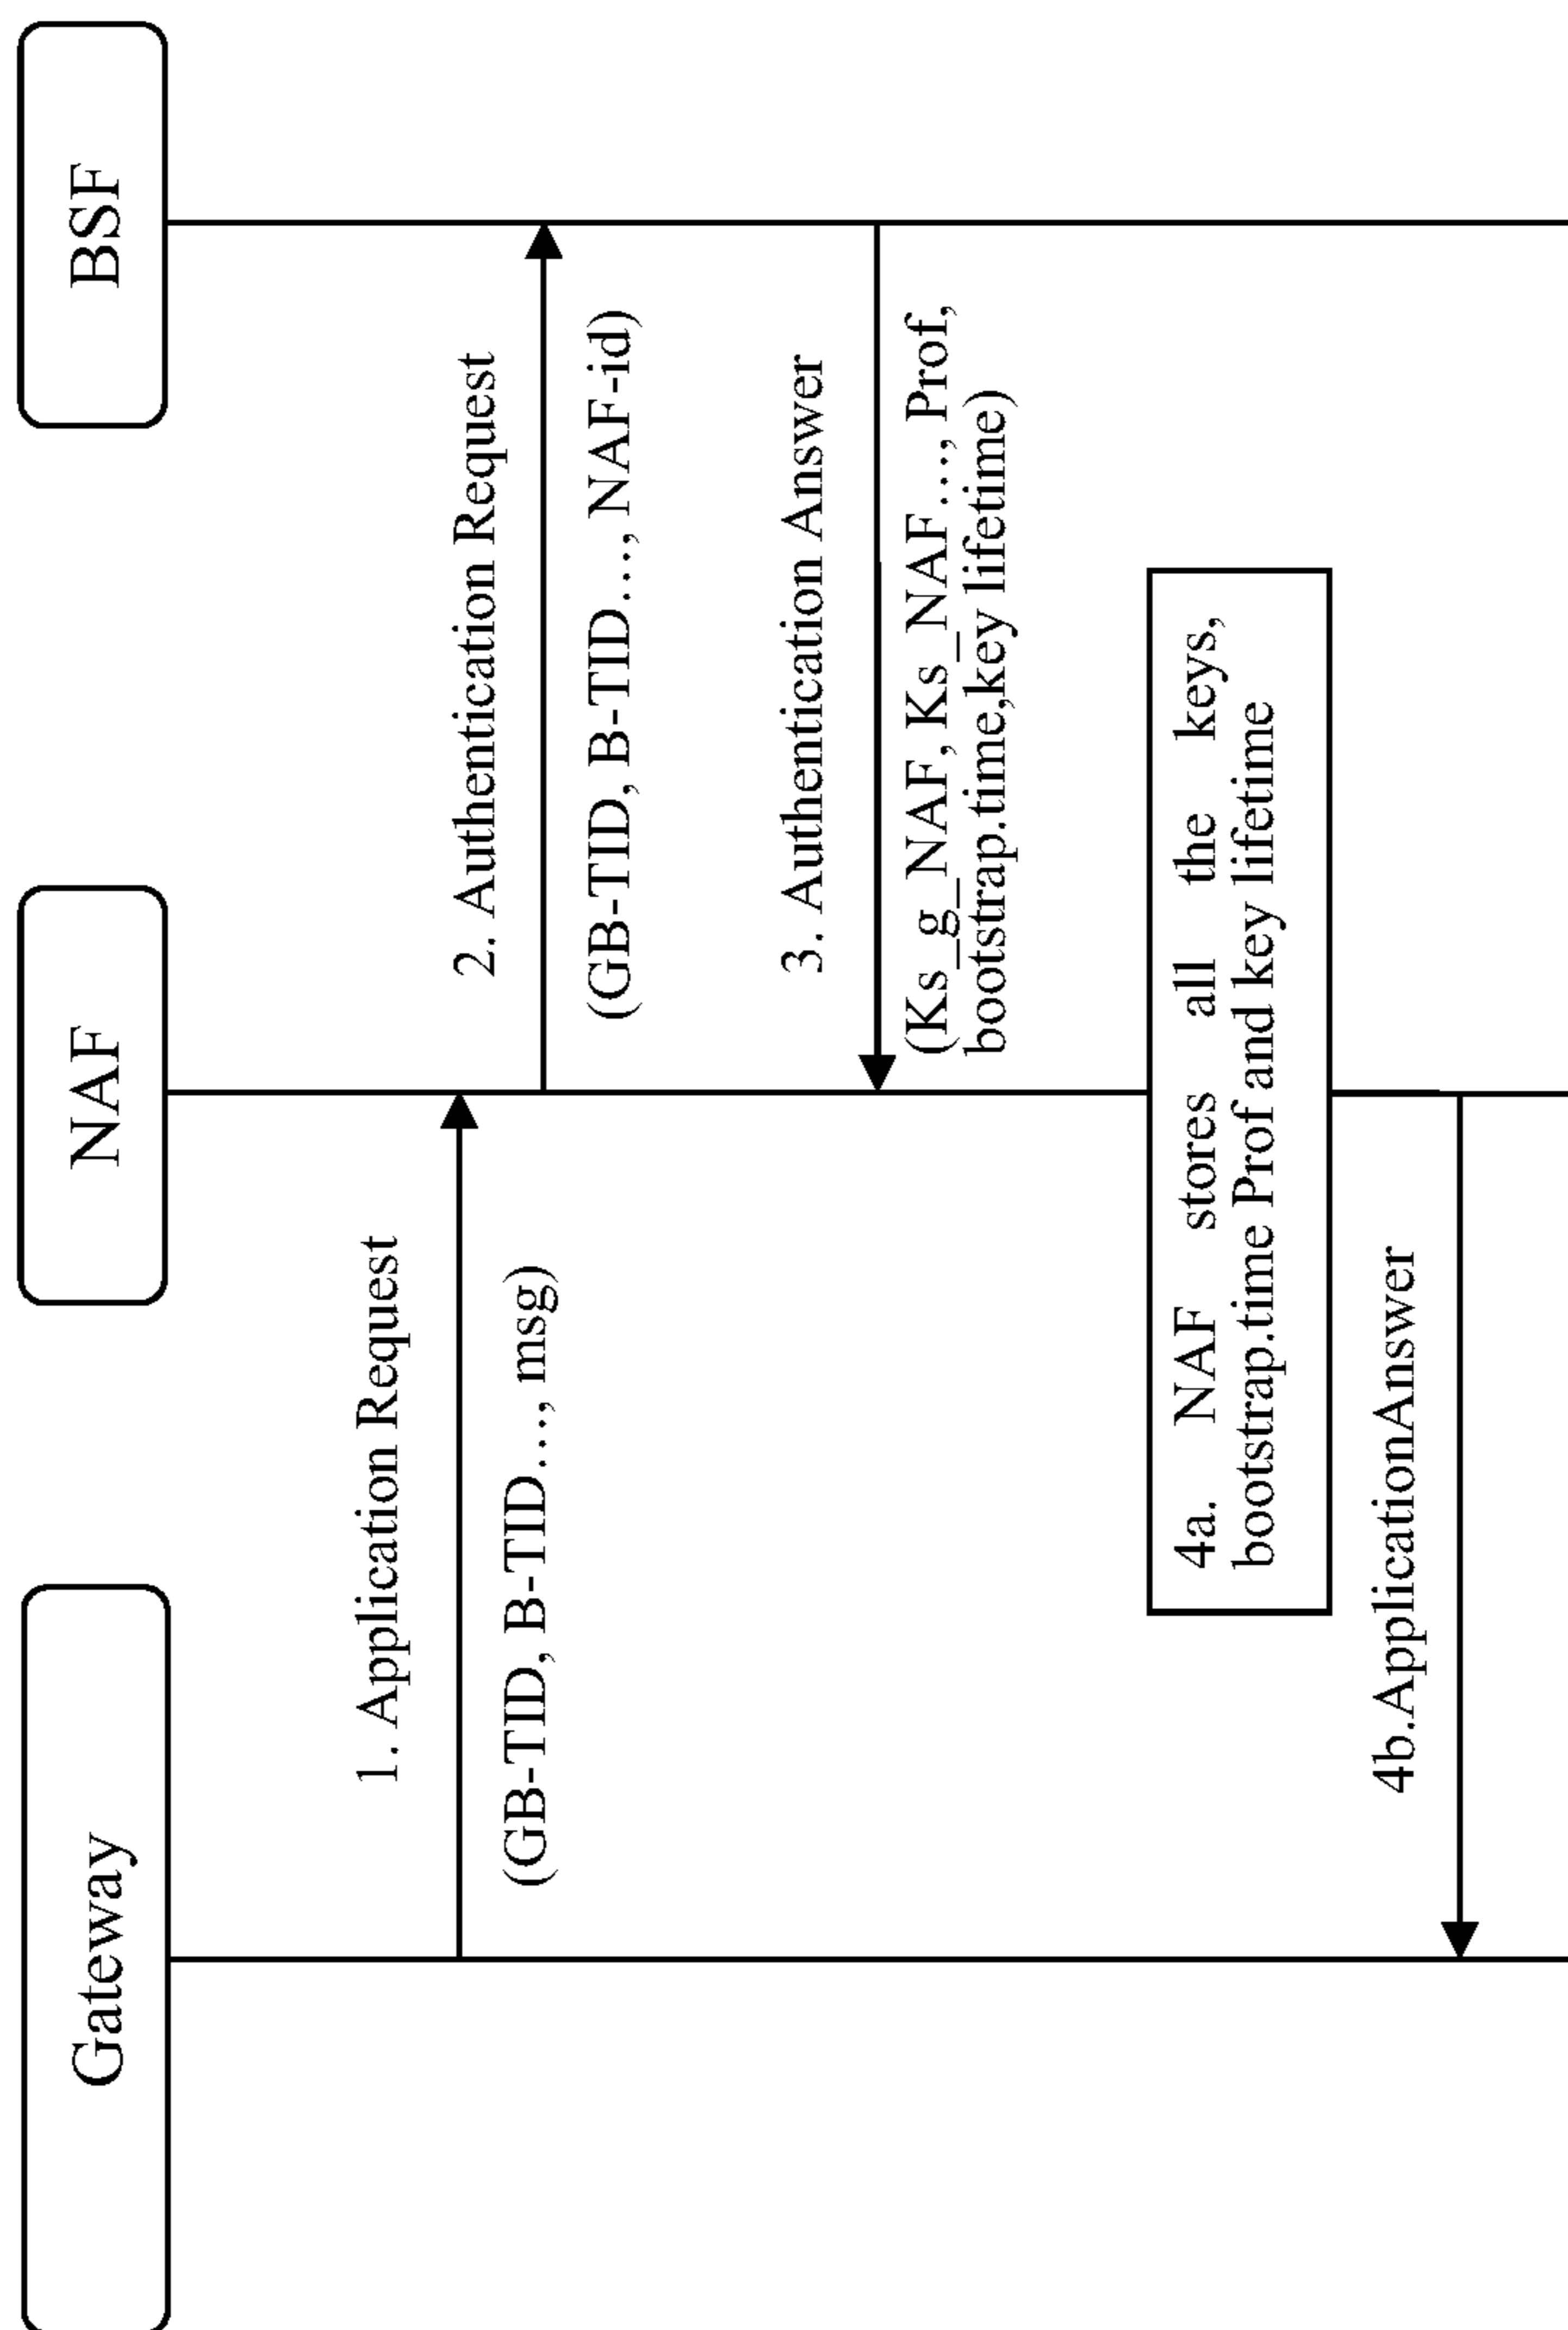 Gateway
NAF
BSF
1. Application Request
(GB-TID, B-TID…, msg)
2. Authentication Request
(GB-TID, B-TID…, NAF-id)
3. Authentication Answer
(Ks_g_NAF, Ks_NAF…, Prof,
bootstrap.time,key lifetime)
4a. NAF stores all the keys,
bootstrap.time Prof and key lifetime
4b.ApplicationAnswer